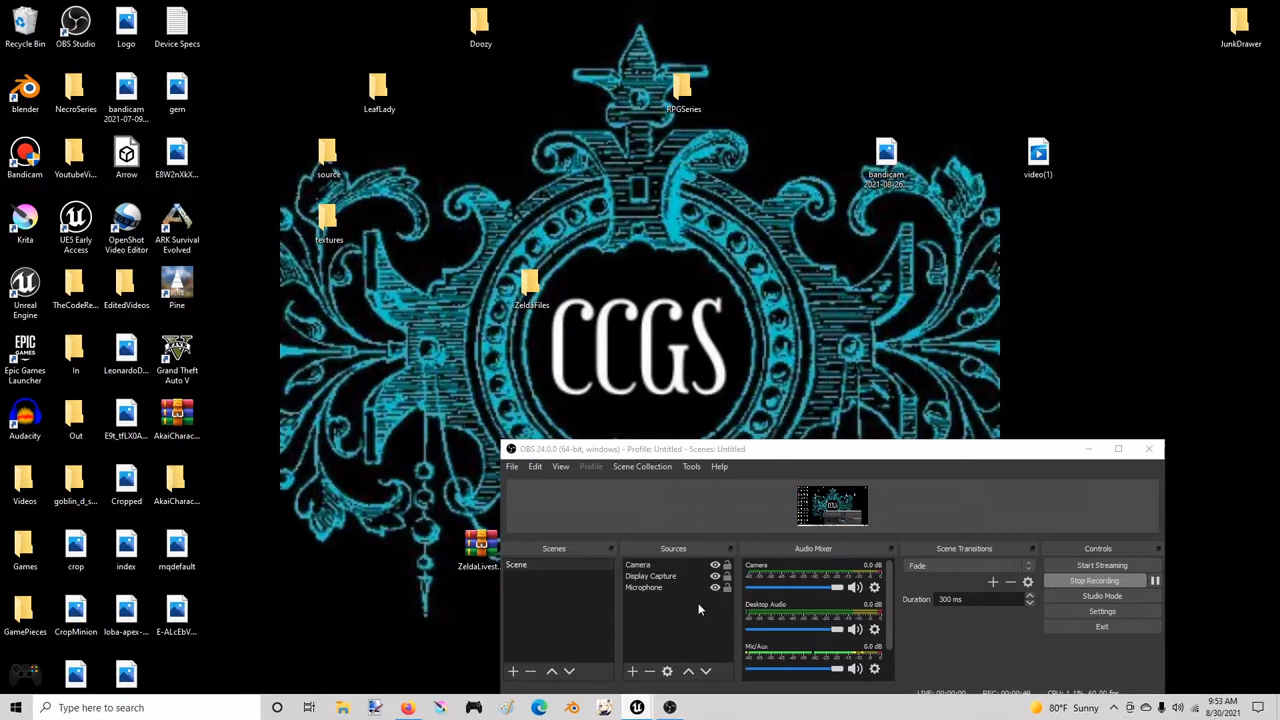 Recycle Bin
OBS Studio
Logo
Device Specs
Doozy
JunkDrawer
blender
NecroSeries
bandicam
2021-07-09...
gem
LeafLady
RPGSeries
Bandicam
YoutubeVi...
Arrow
E8W2nXkX...
source
bandicam
2021-08-26...
video(1)
Krita
UE5 Early
Access
OpenShot
Video Editor
ARK Survival
Evolved
textures
Unreal
Engine
TheCodeRe...
EditedVideos
Pine
ZeldaFiles
CCGS
EPIC
GAMES
Epic Games
Launcher
In
LeonardoD...
Grand Theft
Auto V
Audacity
Out
E9t_tfLX0A...
AkaiCharac...
Videos
goblin_d_s...
Cropped
AkaiCharac...
Games
crop
index
mqdefault
ZeldaLivest...
GamePieces
CropMinion
loba-apex-...
E-ALcEbV...
OBS 24.0.0 (64-bit, windows) - Profile: Untitled - Scenes: Untitled
File Edit View Profile Scene Collection Tools Help
Scenes Sources Audio Mixer Scene Transitions Controls
Scene
Camera
Display Capture
Microphone
Camera 0.0 dB
Desktop Audio 0.0 dB
Mic/Aux 0.0 dB
Fade
Duration 300 ms
Start Streaming
Stop Recording
Studio Mode
Settings
Exit
Type here to search
80°F Sunny
9:53 AM
8/30/2021